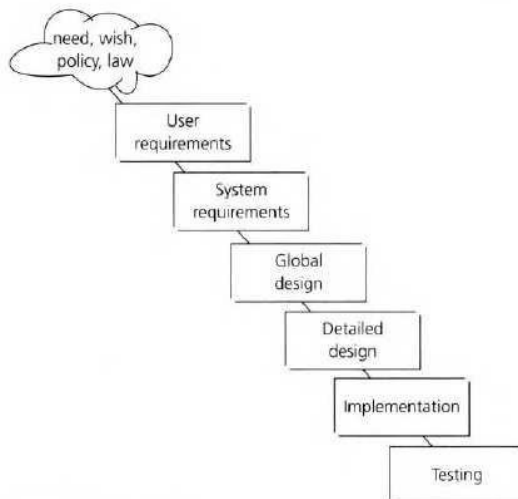 need, wish,
policy, law
User
requirements
System
requirements
Global
design
Detailed
design
Implementation
Testing